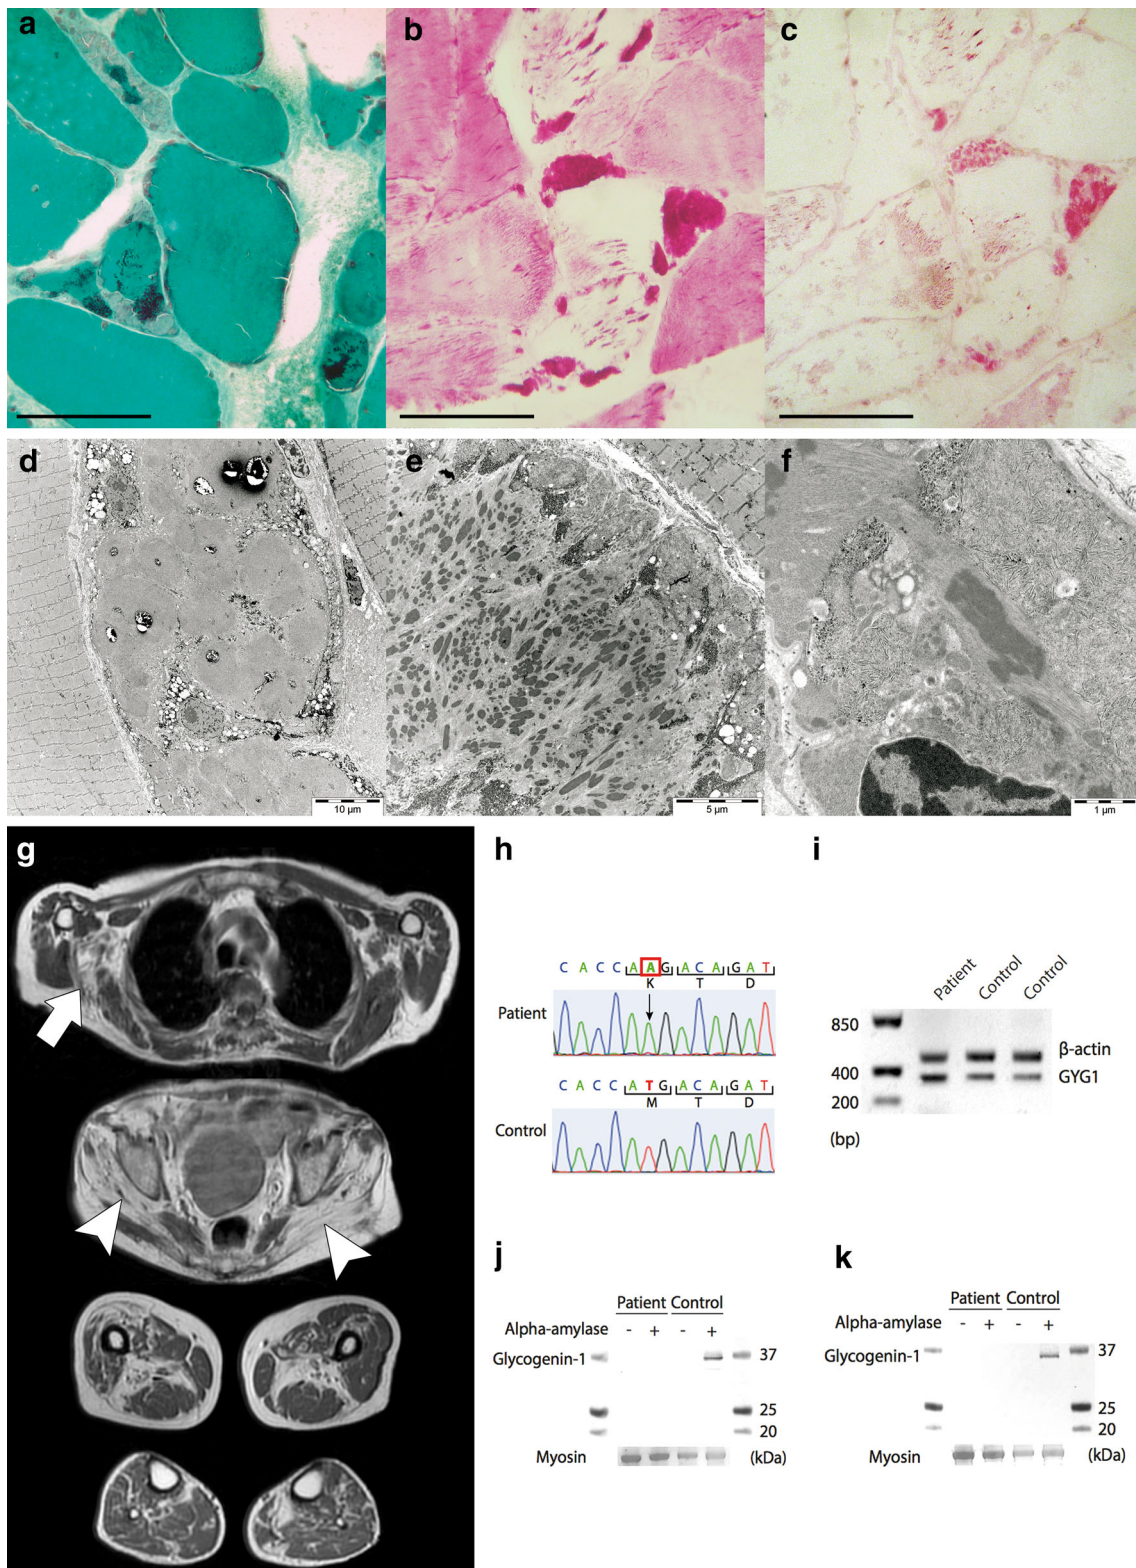 a
b
c
d
e
f
10 µm
5 µm
1 µm
g
h
i
C A C C A A G A C A G A T
K T D
Patient
C A C C A T G A C A G A T
M T D
Control
Patient Control Control
850
400
200
(bp)
β-actin
GYG1
j
Patient Control
Alpha-amylase - + - +
Glycogenin-1
37
25
20
Myosin
(kDa)
k
Patient Control
Alpha-amylase - + - +
Glycogenin-1
37
25
20
Myosin
(kDa)